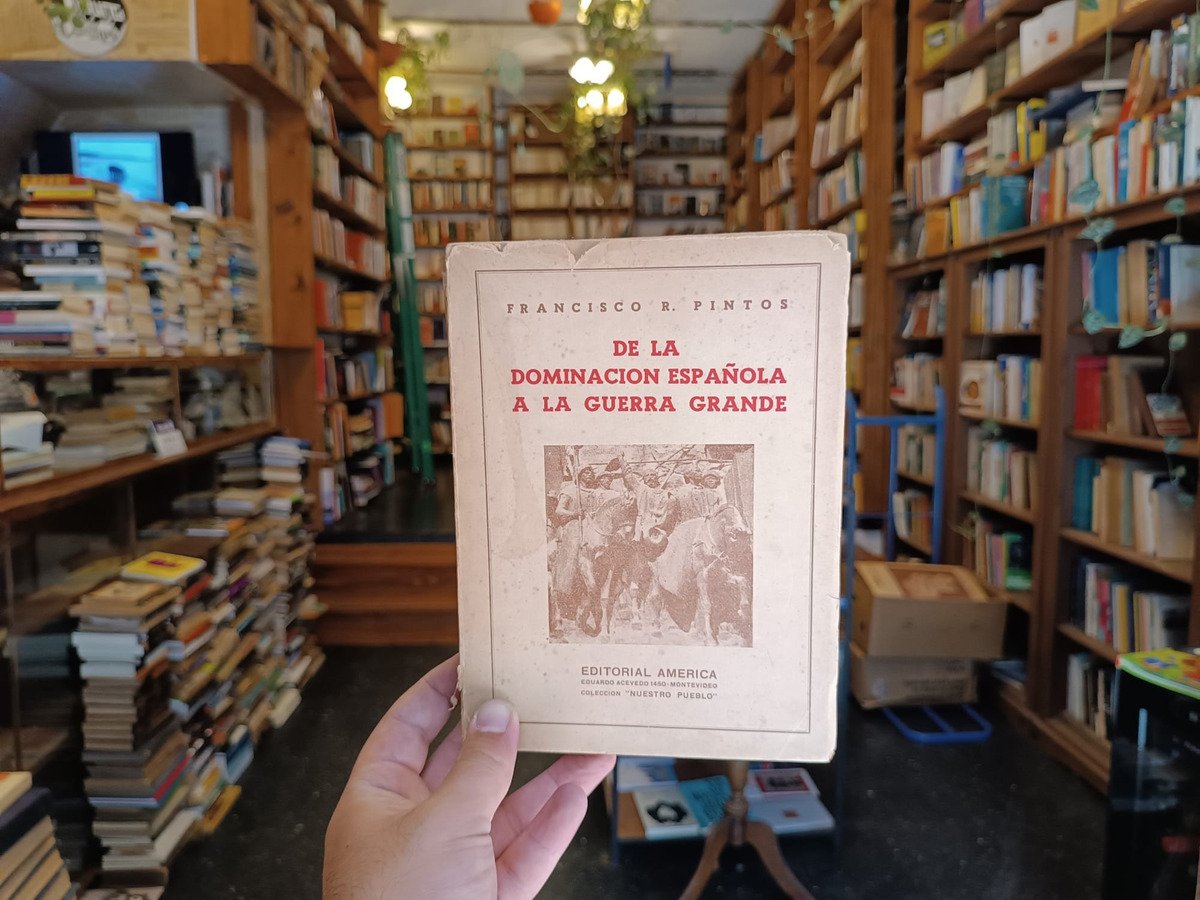 FRANCISCO R. PINTOS
DE LA
DOMINACION ESPAÑOLA
A LA GUERRA GRANDE
EDITORIAL AMERICA
EDUARDO ACEVEDO 1450 - MONTEVIDEO
COLECCION "NUESTRO PUEBLO"